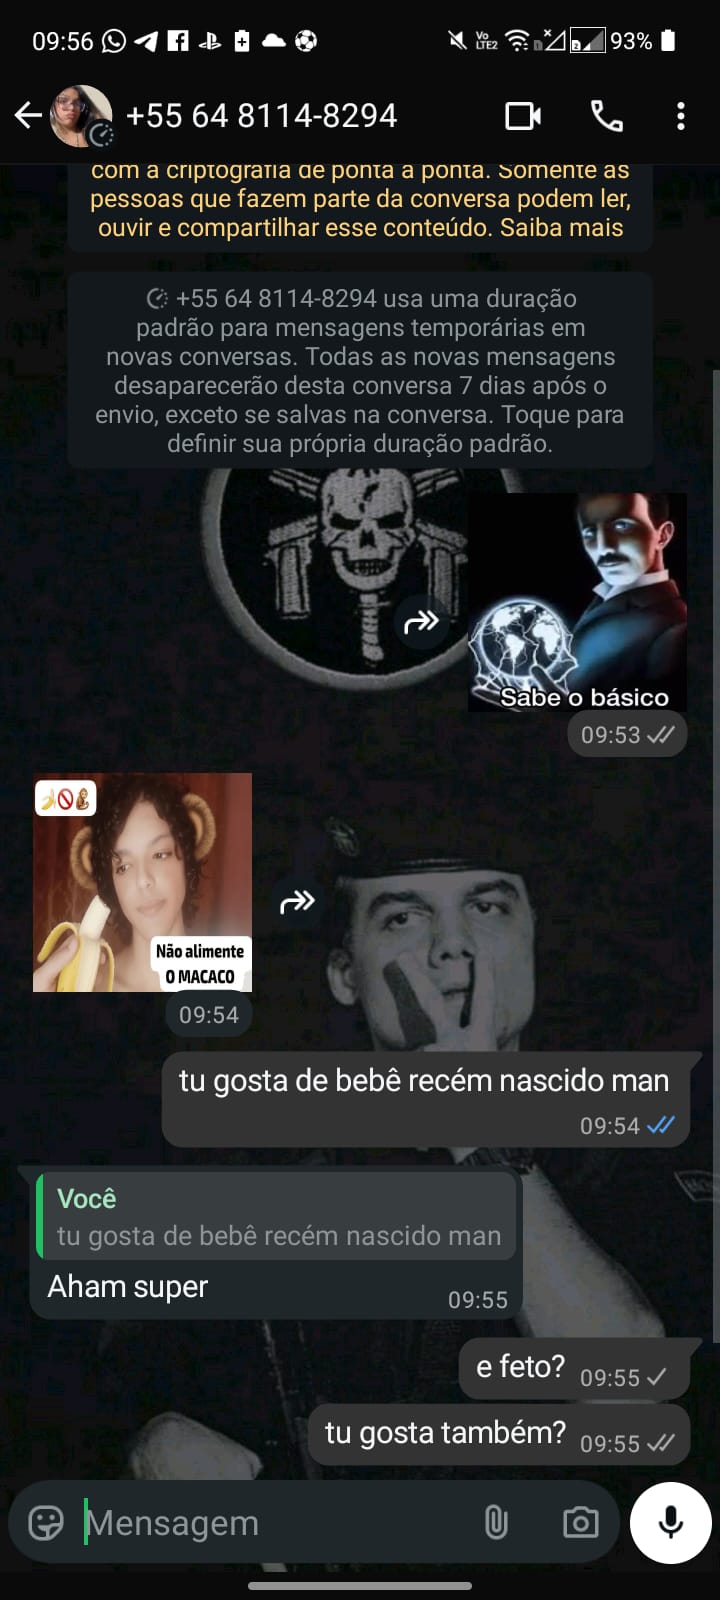 09:56
Vo
LTE2
93%
+55 64 8114-8294
com a criptografia de ponta a ponta. Somente as
pessoas que fazem parte da conversa podem ler,
ouvir e compartilhar esse conteúdo. Saiba mais
+55 64 8114-8294 usa uma duração
padrão para mensagens temporárias em
novas conversas. Todas as novas mensagens
desaparecerão desta conversa 7 dias após o
envio, exceto se salvas na conversa. Toque para
definir sua própria duração padrão.
Sabe o básico
09:53
Não alimente
O MACACO
09:54
tu gosta de bebê recém nascido man
09:54
Você
tu gosta de bebê recém nascido man
Aham super
09:55
e feto?
09:55
tu gosta também?
09:55
Mensagem